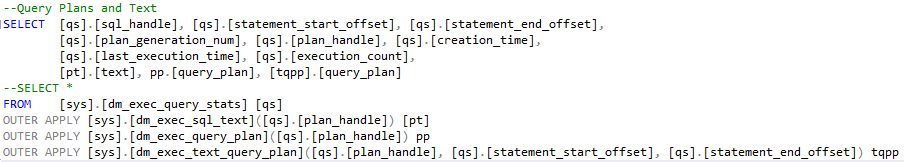 --Query Plans and Text
SELECT [qs].[sql_handle], [qs].[statement_start_offset], [qs].[statement_end_offset],
[qs].[plan_generation_num], [qs].[plan_handle], [qs].[creation_time],
[qs].[last_execution_time], [qs].[execution_count],
[pt].[text], pp.[query_plan], [tqpp].[query_plan]
--SELECT *
FROM [sys].[dm_exec_query_stats] [qs]
OUTER APPLY [sys].[dm_exec_sql_text]([qs].[plan_handle]) [pt]
OUTER APPLY [sys].[dm_exec_query_plan]([qs].[plan_handle]) pp
OUTER APPLY [sys].[dm_exec_text_query_plan]([qs].[plan_handle], [qs].[statement_start_offset], [qs].[statement_end_offset]) tqpp